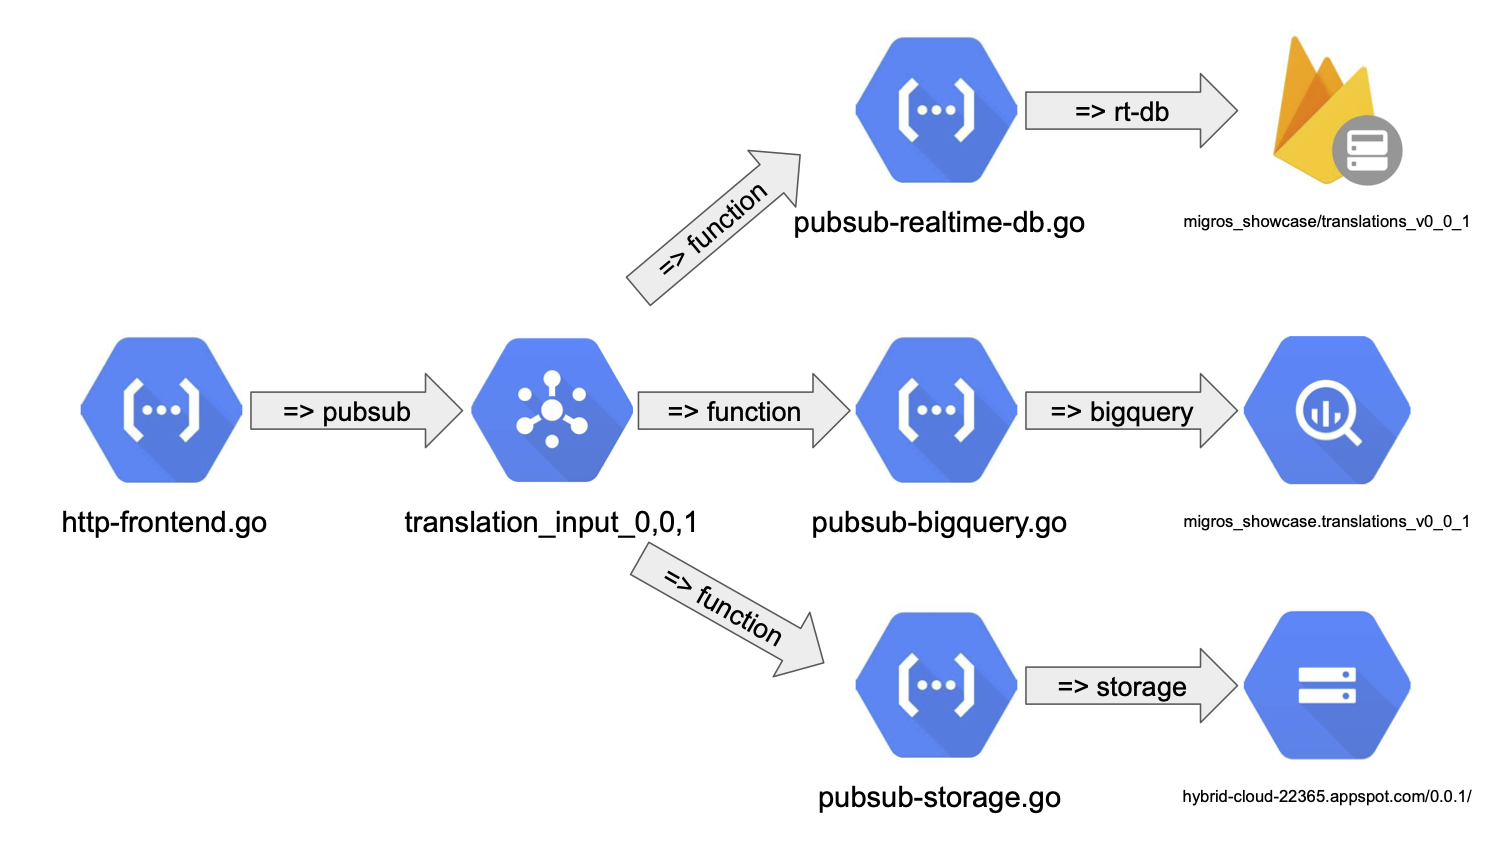 => rt-db
pubsub-realtime-db.go
migros_showcase/translations_v0_0_1
=> function
=> pubsub
=> function
=> bigquery
http-frontend.go
translation_input_0,0,1
pubsub-bigquery.go
migros_showcase.translations_v0_0_1
=> function
=> storage
pubsub-storage.go
hybrid-cloud-22365.appspot.com/0.0.1/